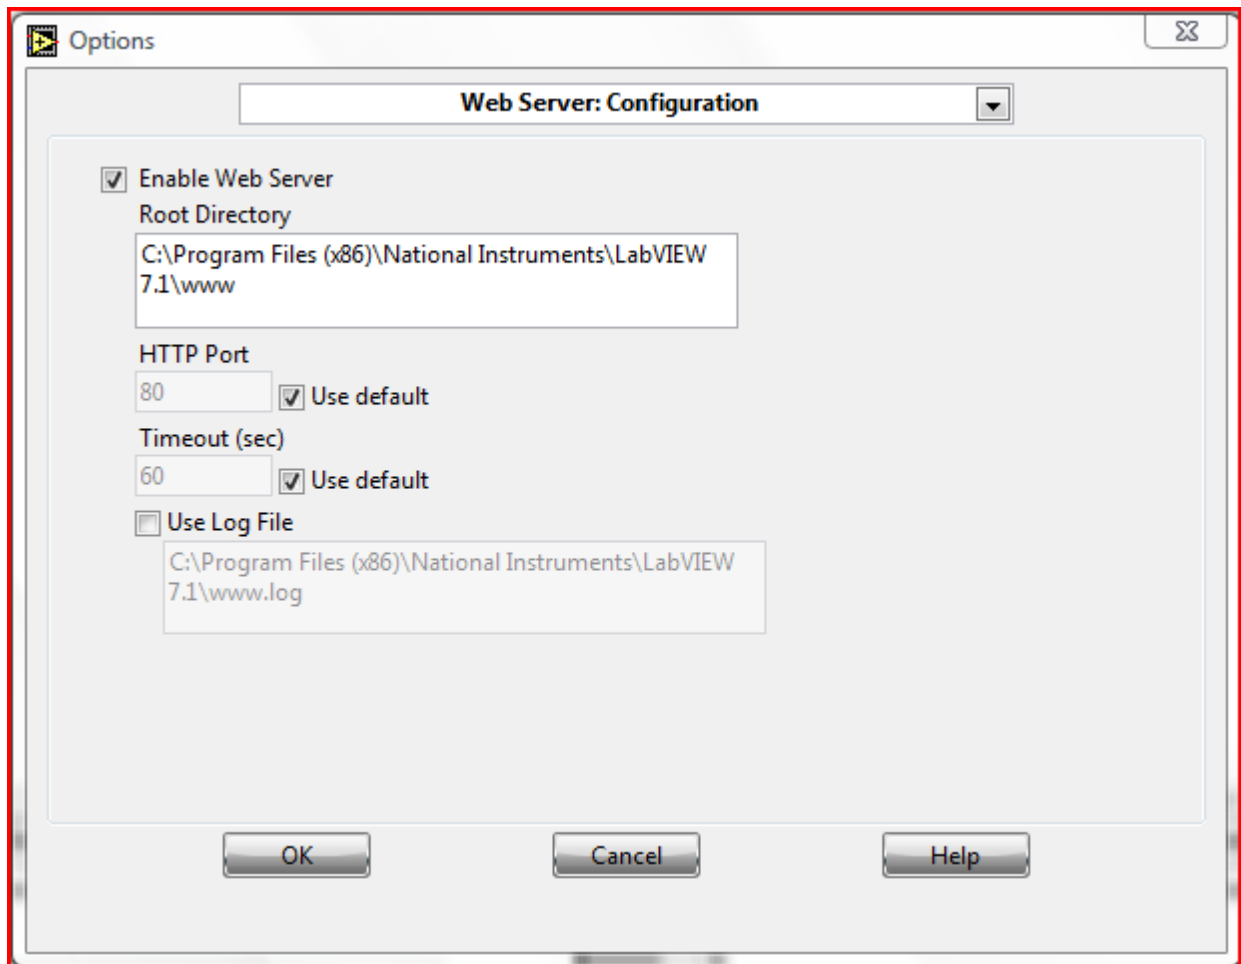 Options
Web Server: Configuration
Enable Web Server
Root Directory
C:\Program Files (x86)\National Instruments\LabVIEW
7.1\www
HTTP Port
80
Use default
Timeout (sec)
60
Use default
Use Log File
C:\Program Files (x86)\National Instruments\LabVIEW
7.1\www.log
OK
Cancel
Help